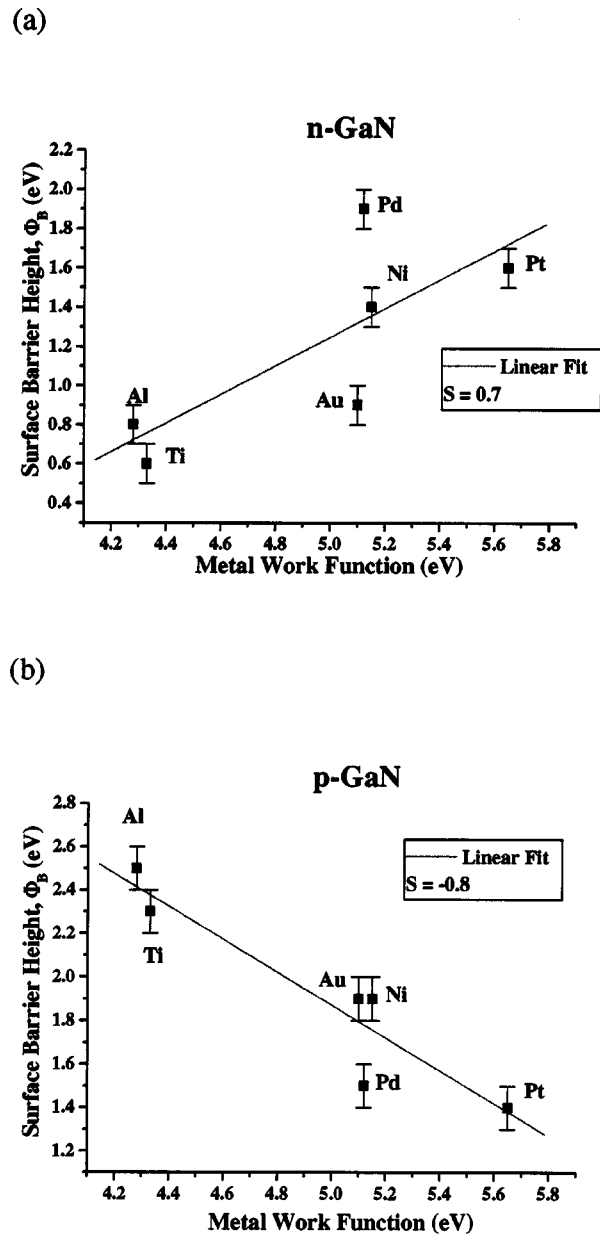 (a)
n-GaN
Surface Barrier Height, Φ_B (eV)
2.2
2.0
1.8
1.6
1.4
1.2
1.0
0.8
0.6
0.4
Pd
Ni
Pt
Au
Al
Ti
Linear Fit
S = 0.7
4.2 4.4 4.6 4.8 5.0 5.2 5.4 5.6 5.8
Metal Work Function (eV)
(b)
p-GaN
Surface Barrier Height, Φ_B (eV)
2.8
2.6
2.4
2.2
2.0
1.8
1.6
1.4
1.2
Al
Ti
Au
Ni
Pd
Pt
Linear Fit
S = -0.8
4.2 4.4 4.6 4.8 5.0 5.2 5.4 5.6 5.8
Metal Work Function (eV)